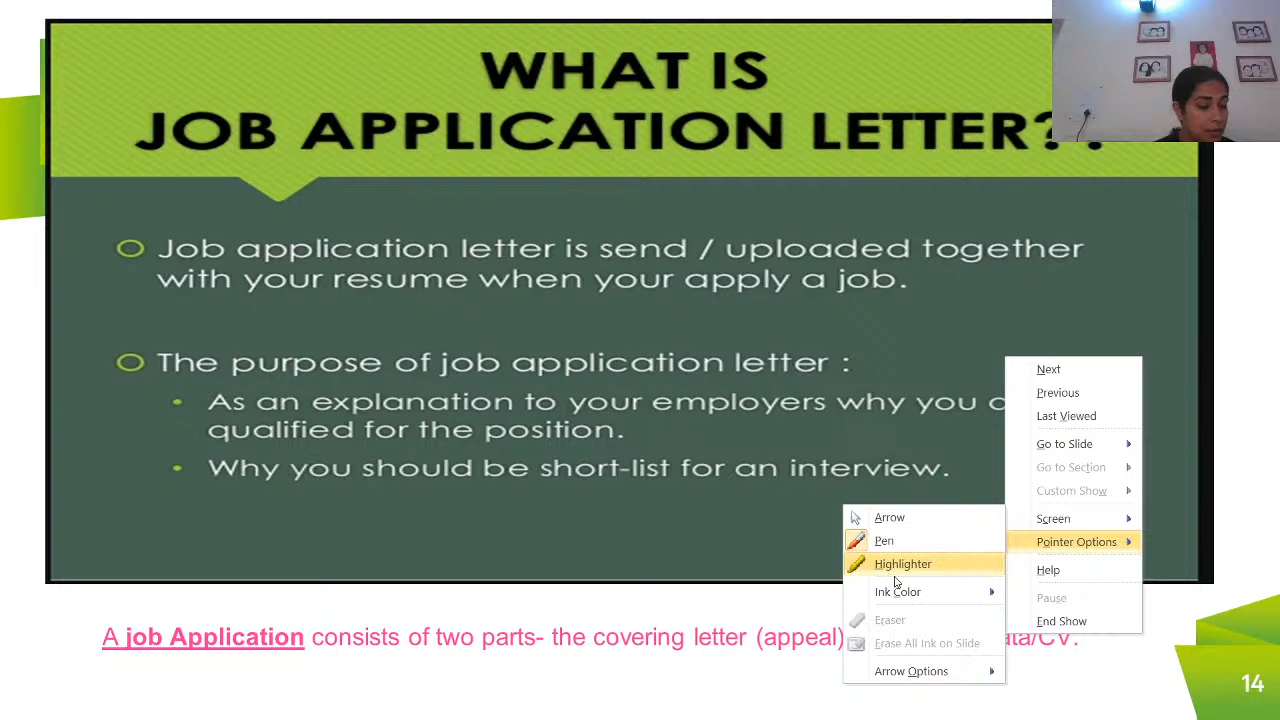 WHAT IS
JOB APPLICATION LETTER?
Job application letter is send / uploaded together
with your resume when your apply a job.
The purpose of job application letter :
As an explanation to your employers why you
qualified for the position.
Why you should be short-list for an interview.
A job Application consists of two parts- the covering letter (appeal)
ata/CV.
Next
Previous
Last Viewed
Go to Slide
Go to Section
Custom Show
Screen
Pointer Options
Help
Pause
End Show
Arrow
Pen
Highlighter
Ink Color
Eraser
Erase All Ink on Slide
Arrow Options
14